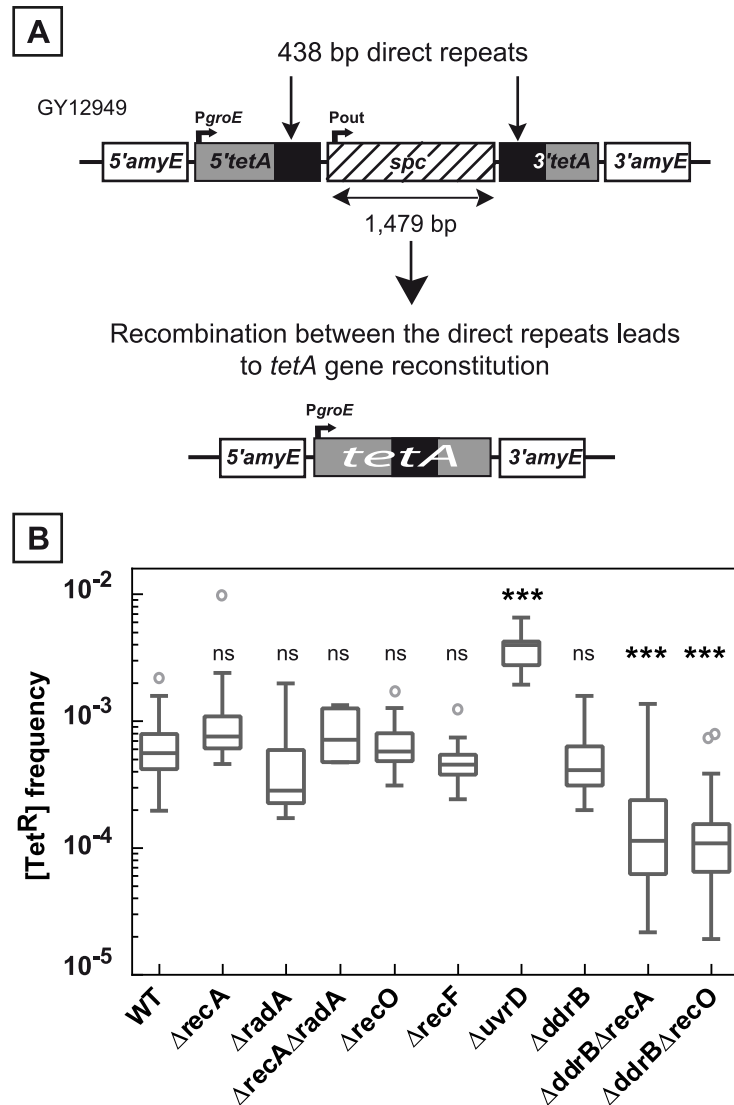 A
438 bp direct repeats
GY12949
PgroE
Pout
5'amyE
5'tetA
spc
3'tetA
3'amyE
1,479 bp
Recombination between the direct repeats leads
to tetA gene reconstitution
PgroE
5'amyE
tetA
3'amyE
B
[Tet^R] frequency
10^-2
10^-3
10^-4
10^-5
ns
ns
ns
ns
ns
***
ns
***
***
WT
ΔrecA
ΔradA
ΔrecAΔradA
ΔrecO
ΔrecF
ΔuvrD
ΔddrB
ΔddrBΔrecA
ΔddrBΔrecO